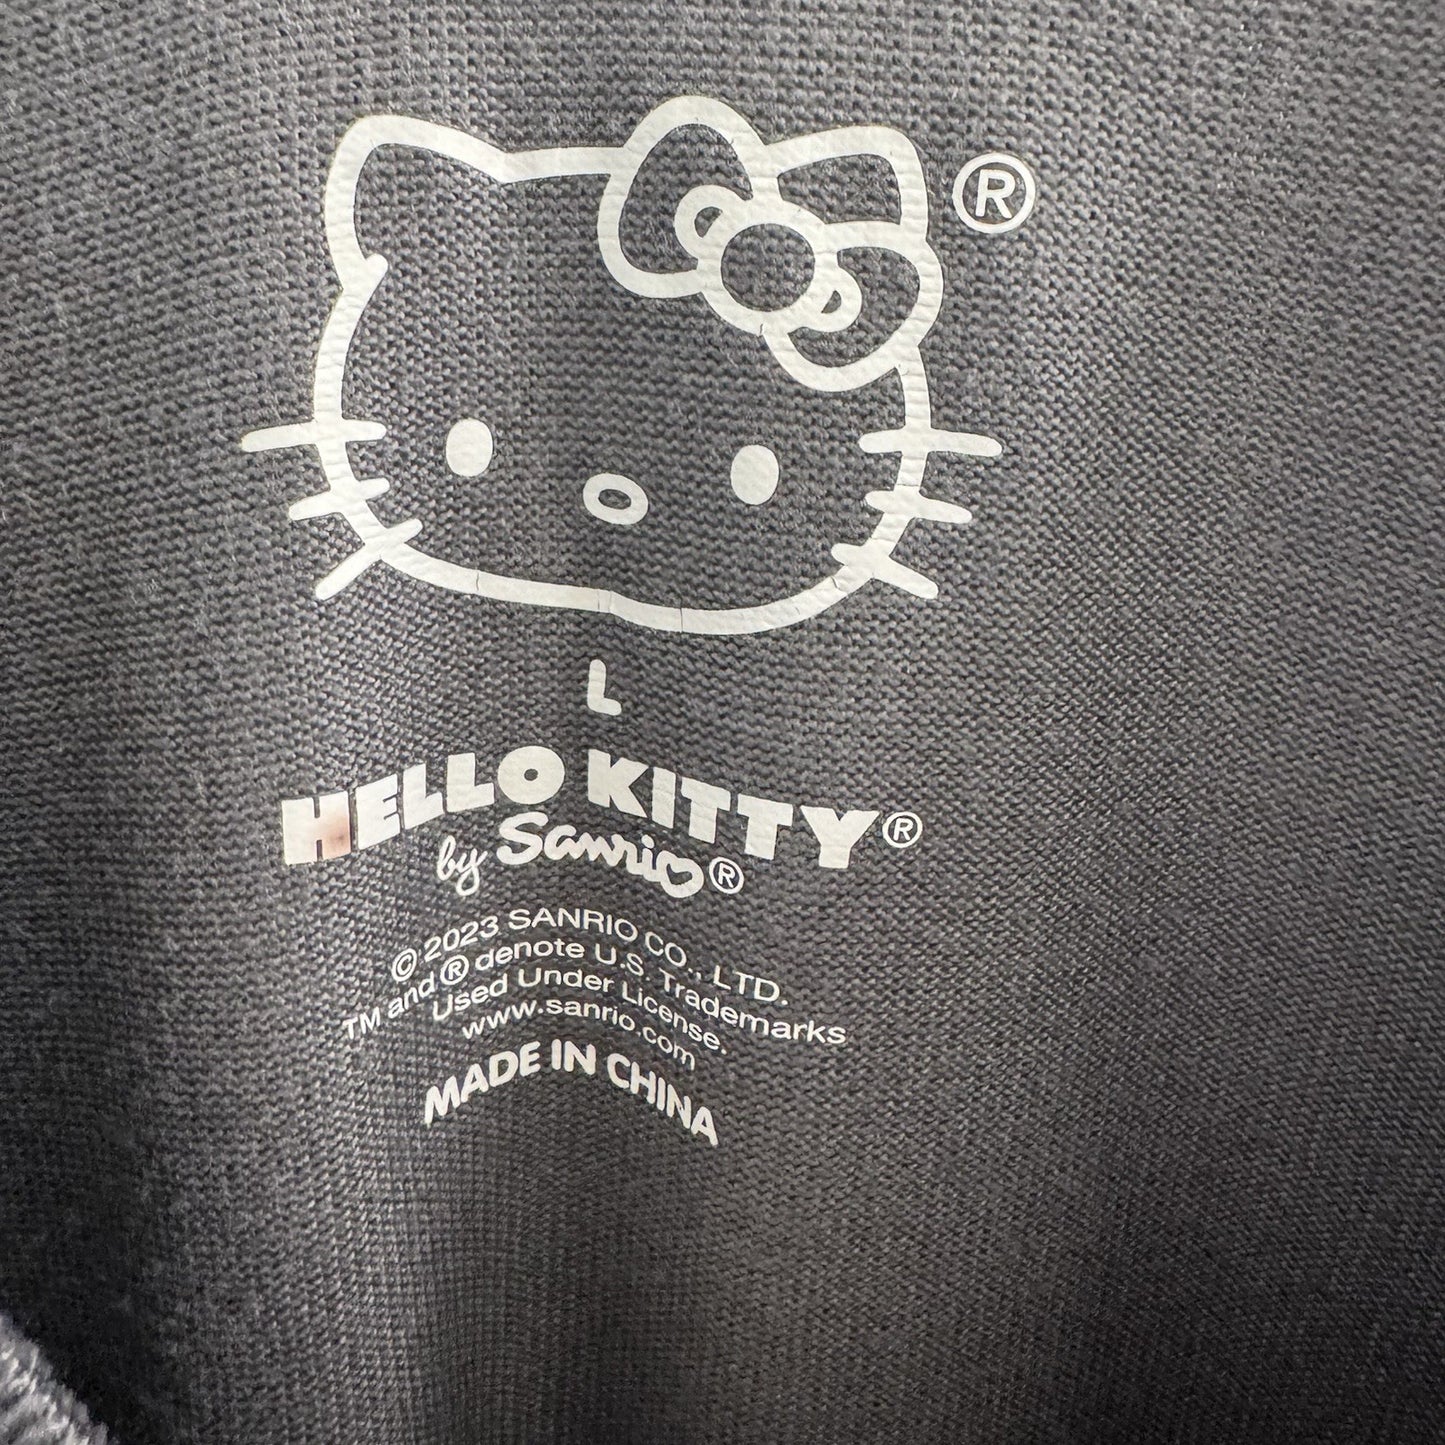 ®
L
HELLO KITTY®
by Sanrio®
© 2023 SANRIO CO., LTD.
TM and ® denote U.S. Trademarks
Used Under License.
www.sanrio.com
MADE IN CHINA